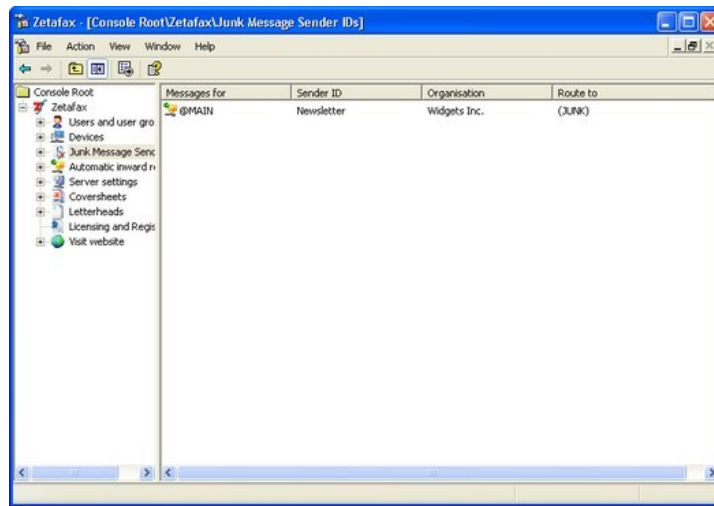 Zetafax - [Console Root\Zetafax\Junk Message Sender IDs]
File Action View Window Help
Console Root
Messages for Sender ID Organisation Route to
Zetafax
@MAIN Newsletter Widgets Inc. (JUNK)
Users and user gro
Devices
Junk Message Senc
Automatic inward r
Server settings
Coversheets
Letterheads
Licensing and Regis
Visit website